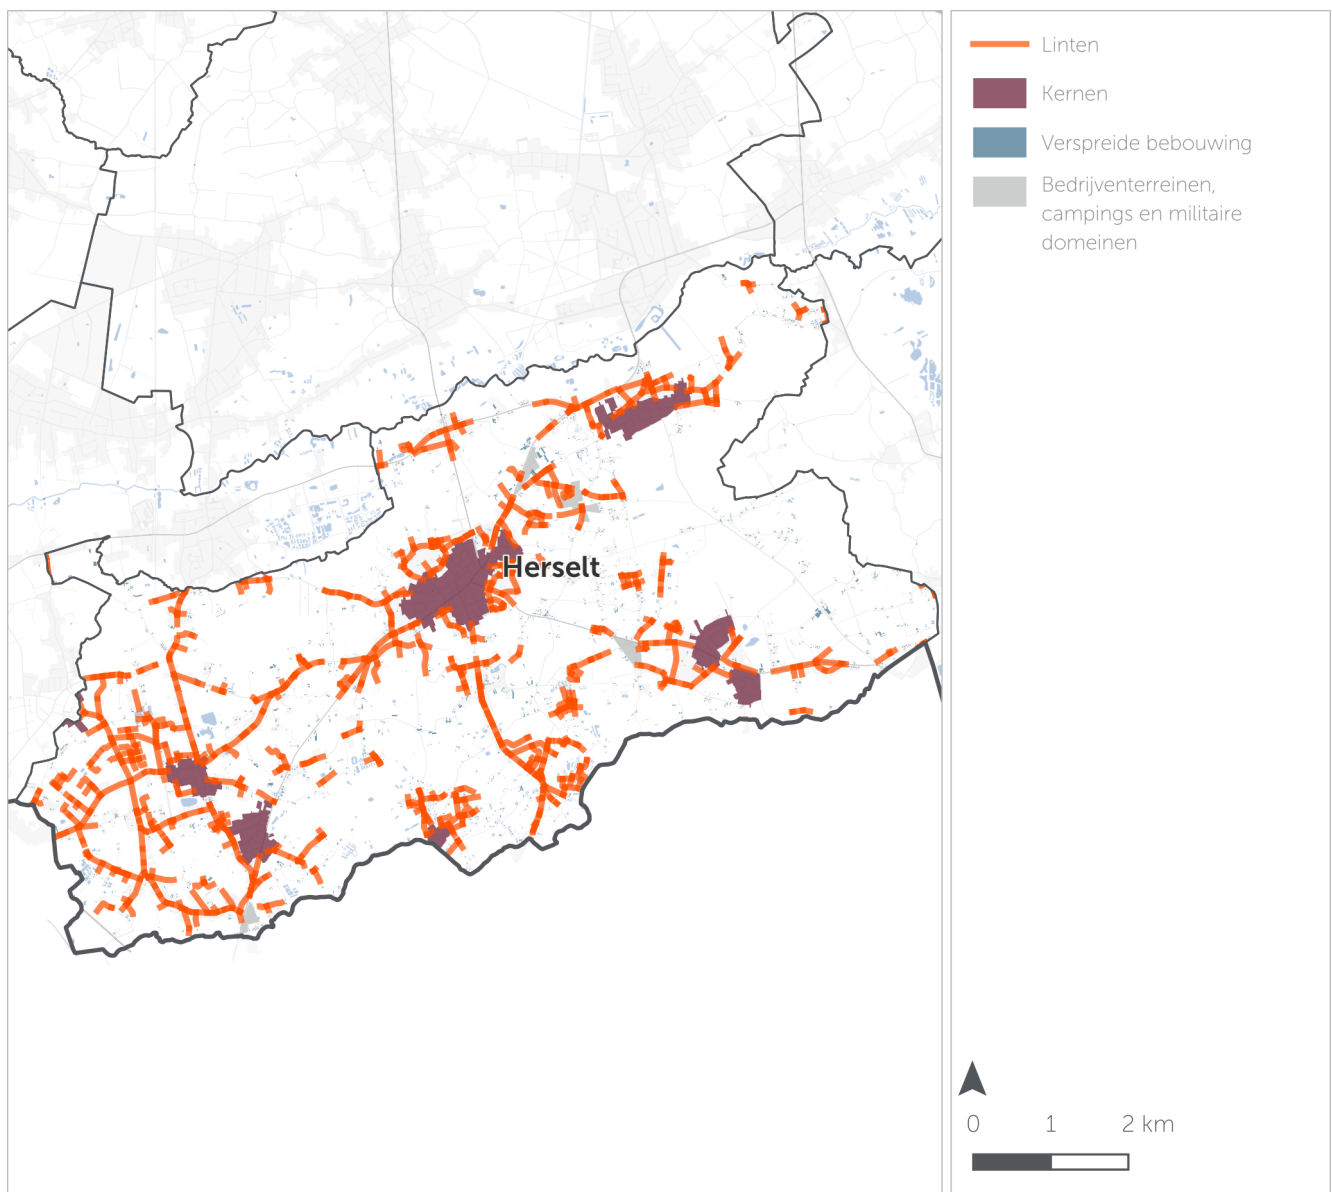 Linten
Kernen
Verspreide bebouwing
Bedrijventerreinen,
campings en militaire
domeinen
Herselt
0 1 2 km